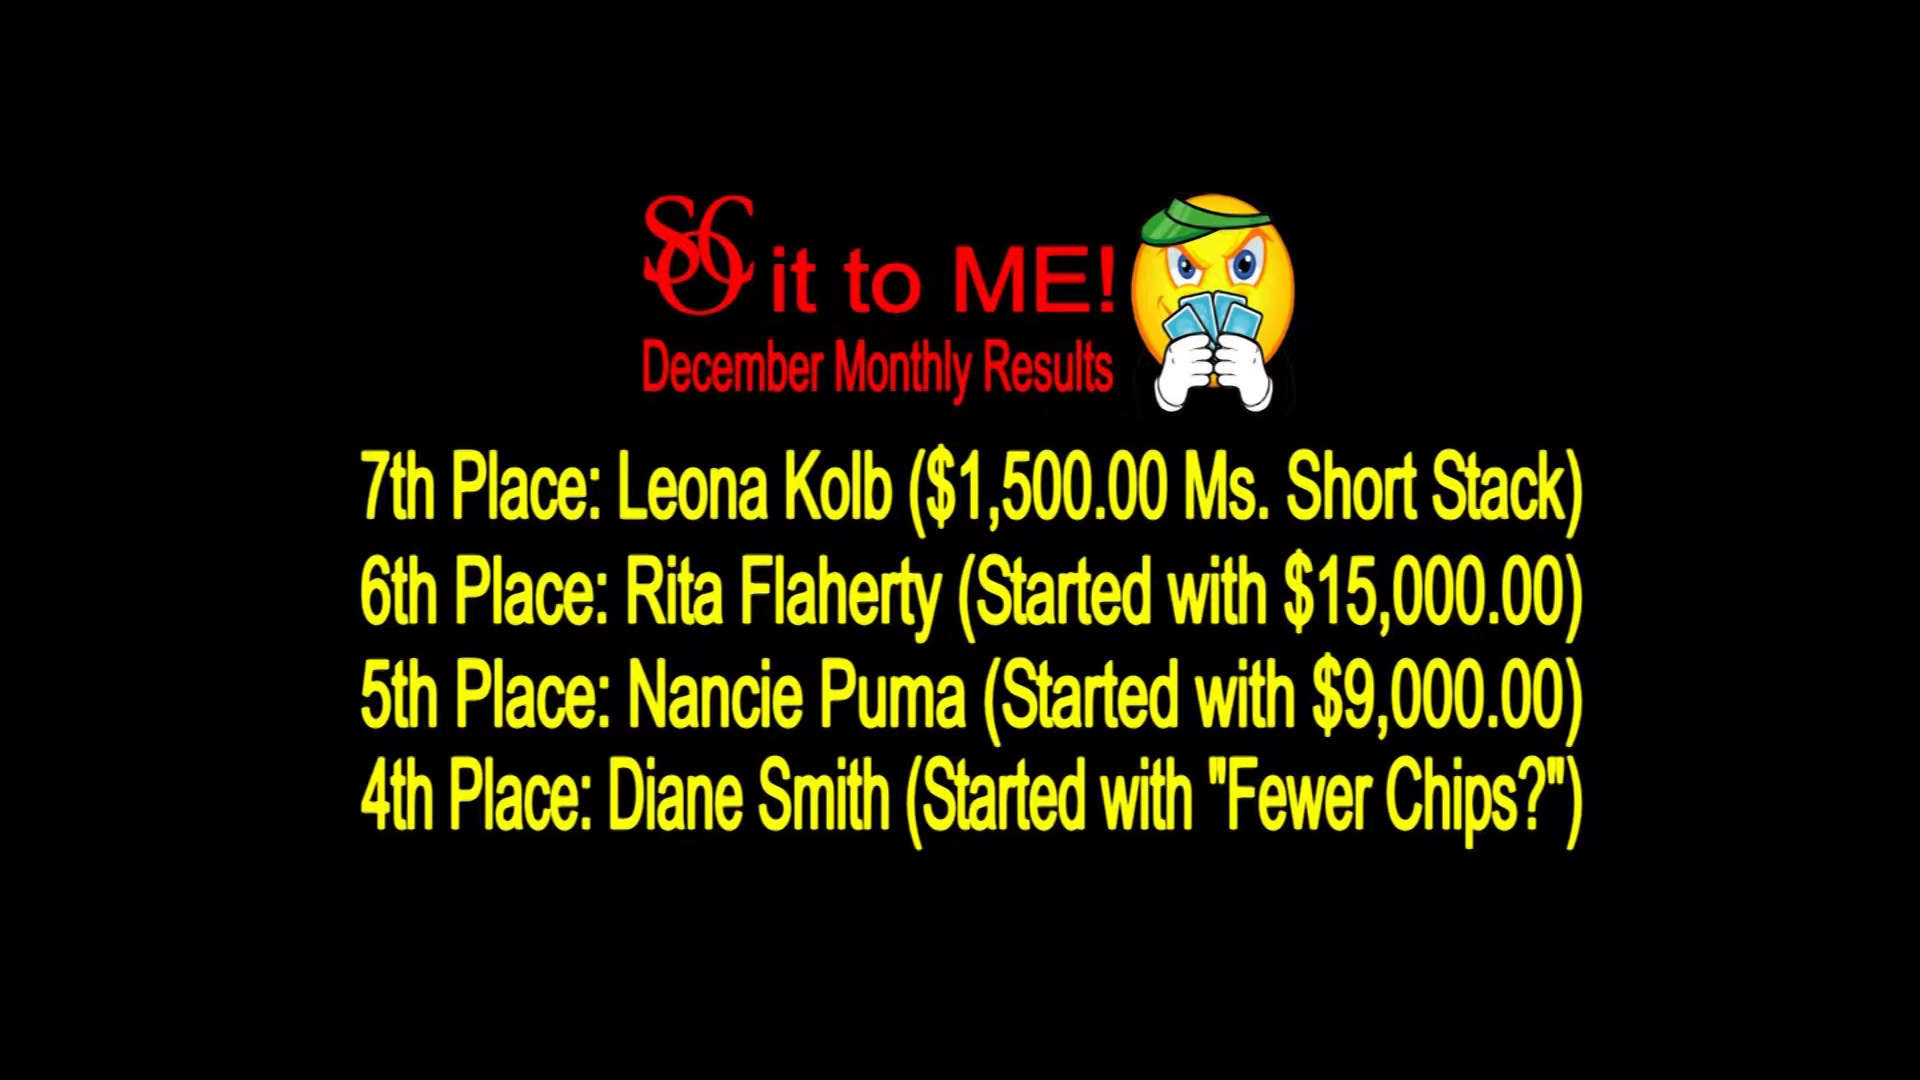 SOC it to ME!
December Monthly Results
7th Place: Leona Kolb ($1,500.00 Ms. Short Stack)
6th Place: Rita Flaherty (Started with $15,000.00)
5th Place: Nancie Puma (Started with $9,000.00)
4th Place: Diane Smith (Started with "Fewer Chips?")